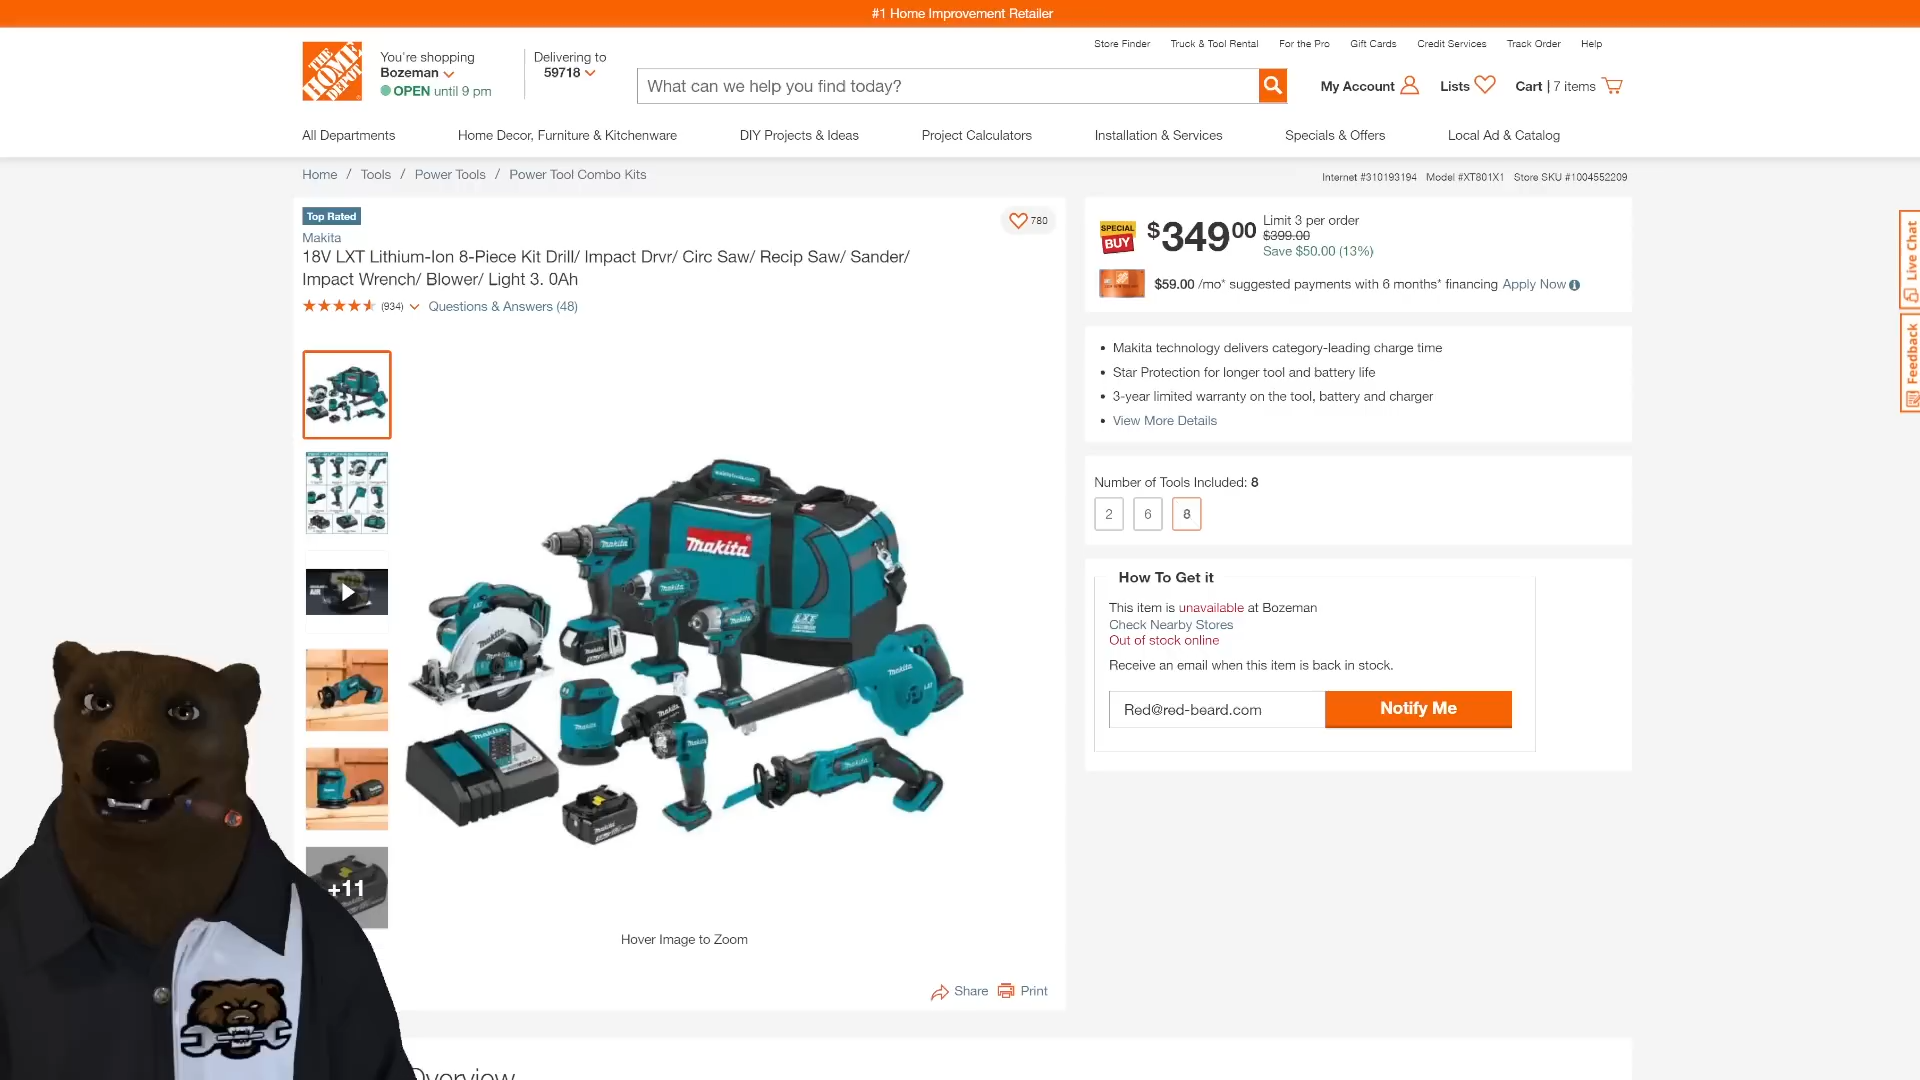 #1 Home Improvement Retailer
Store Finder
Truck & Tool Rental
For the Pro
Gift Cards
Credit Services
Track Order
Help
THE HOME DEPOT
You're shopping
Bozeman
OPEN until 9 pm
Delivering to
59718
What can we help you find today?
My Account
Lists
Cart | 7 items
All Departments
Home Decor, Furniture & Kitchenware
DIY Projects & Ideas
Project Calculators
Installation & Services
Specials & Offers
Local Ad & Catalog
Home / Tools / Power Tools / Power Tool Combo Kits
Internet #310193194 Model #XT801X1 Store SKU #1004552209
Top Rated
780
Makita
18V LXT Lithium-Ion 8-Piece Kit Drill/ Impact Drvr/ Circ Saw/ Recip Saw/ Sander/
Impact Wrench/ Blower/ Light 3. 0Ah
(934)
Questions & Answers (48)
+11
makita
LXT
Hover Image to Zoom
Share
Print
SPECIAL
BUY
$349.00
Limit 3 per order
$399.00
Save $50.00 (13%)
$59.00 /mo* suggested payments with 6 months* financing Apply Now
Makita technology delivers category-leading charge time
Star Protection for longer tool and battery life
3-year limited warranty on the tool, battery and charger
View More Details
Number of Tools Included: 8
2
6
8
How To Get it
This item is unavailable at Bozeman
Check Nearby Stores
Out of stock online
Receive an email when this item is back in stock.
Red@red-beard.com
Notify Me
Live Chat
Feedback
Overview